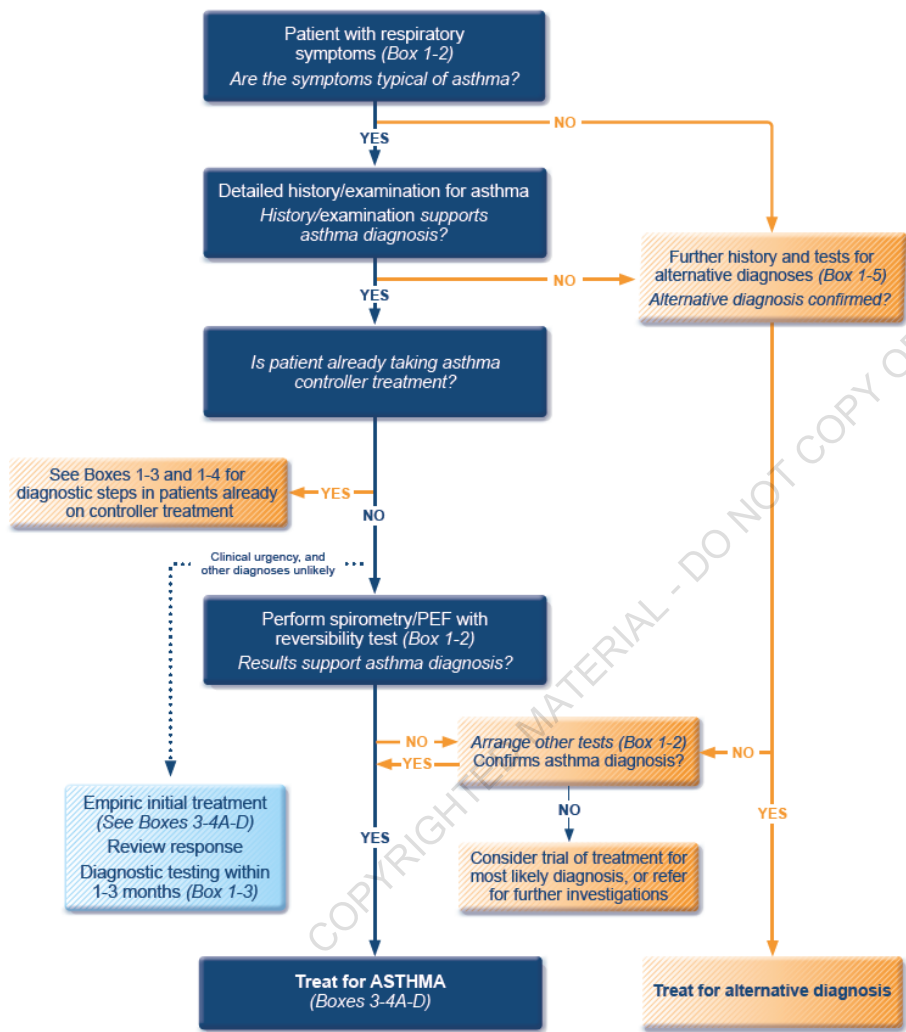 Patient with respiratory
symptoms (Box 1-2)
Are the symptoms typical of asthma?
NO
YES
Detailed history/examination for asthma
History/examination supports
asthma diagnosis?
NO
YES
Further history and tests for
alternative diagnoses (Box 1-5)
Alternative diagnosis confirmed?
Is patient already taking asthma
controller treatment?
See Boxes 1-3 and 1-4 for
diagnostic steps in patients already
on controller treatment
YES
NO
Clinical urgency, and
other diagnoses unlikely
Perform spirometry/PEF with
reversibility test (Box 1-2)
Results support asthma diagnosis?
NO
YES
Arrange other tests (Box 1-2)
Confirms asthma diagnosis?
NO
Empiric initial treatment
(See Boxes 3-4A-D)
Review response
Diagnostic testing within
1-3 months (Box 1-3)
YES
NO
Consider trial of treatment for
most likely diagnosis, or refer
for further investigations
YES
Treat for ASTHMA
(Boxes 3-4A-D)
Treat for alternative diagnosis
COPYRIGHTED MATERIAL - DO NOT COPY